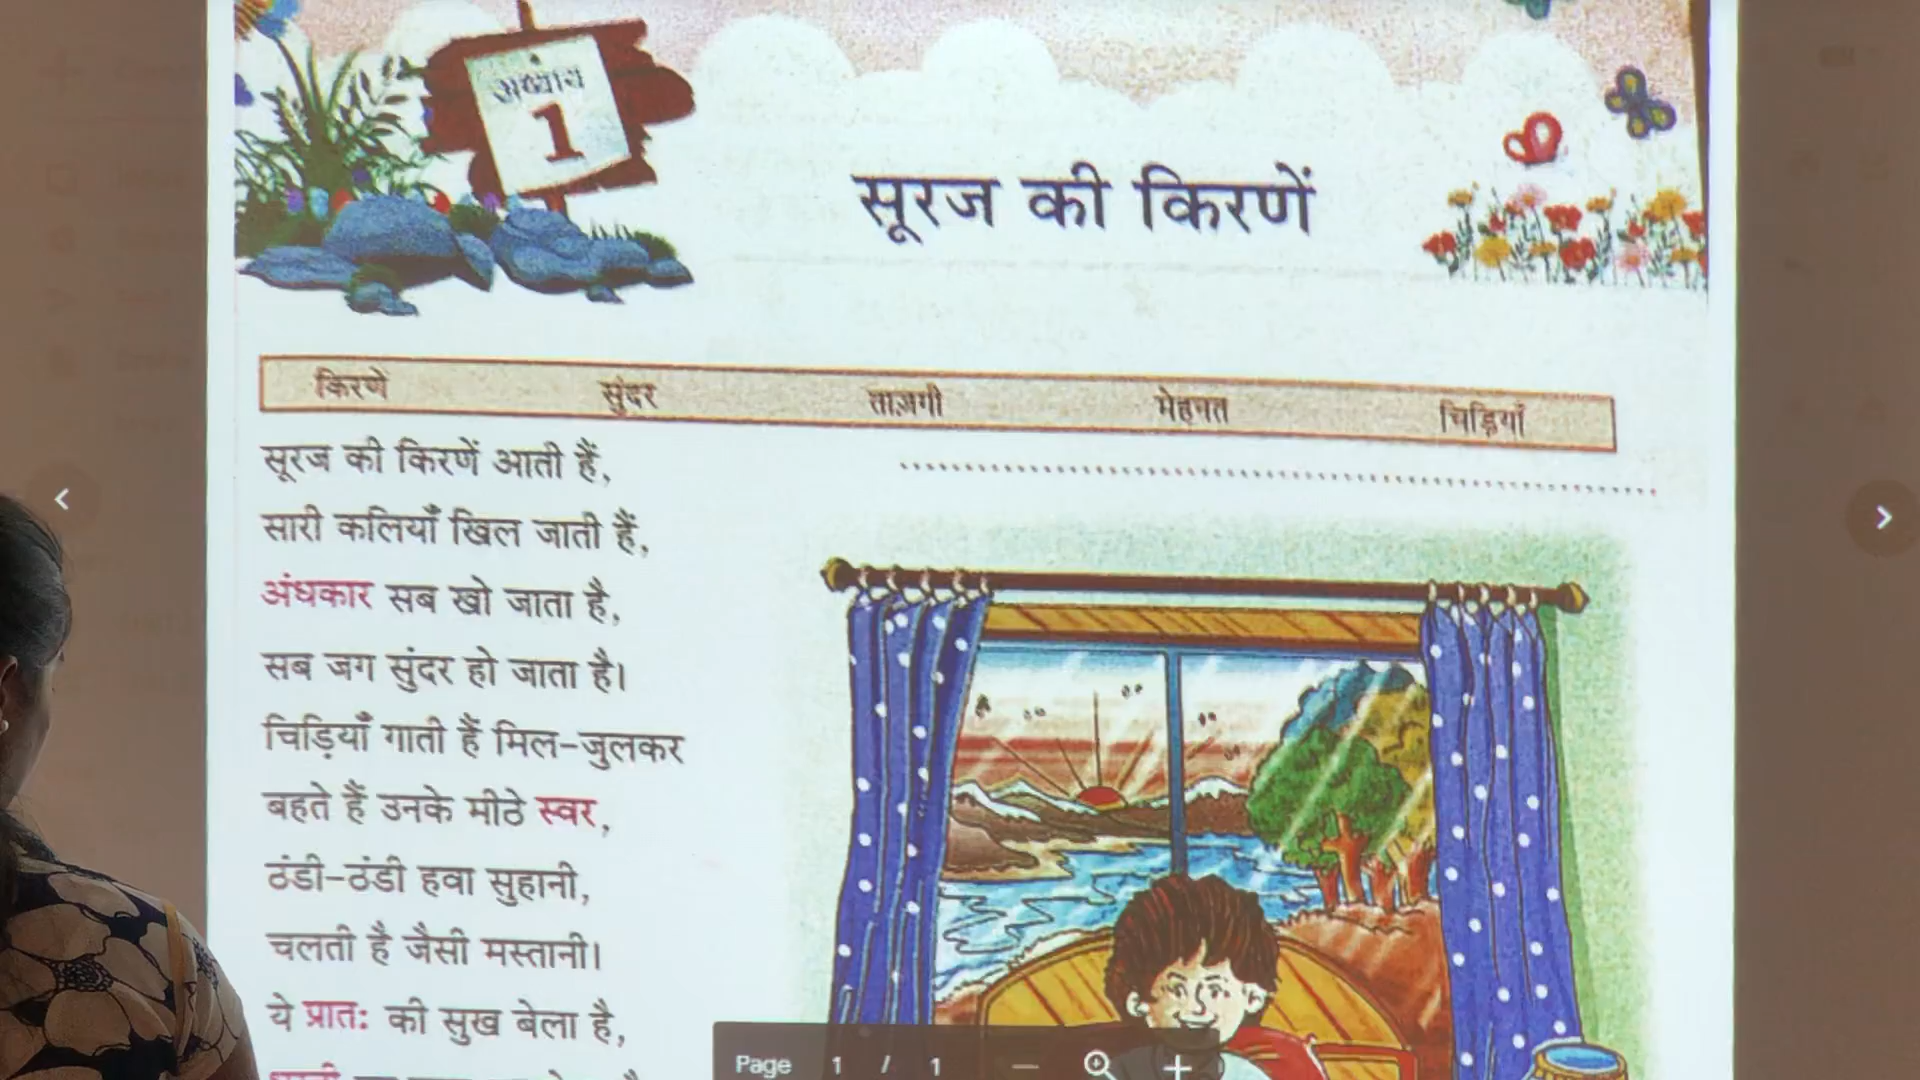 अध्याय
1
सूरज की किरणें
किरणें सुंदर ताज़गी मेहनत चिड़ियाँ
सूरज की किरणें आती हैं,
सारी कलियाँ खिल जाती हैं,
अंधकार सब खो जाता है,
सब जग सुंदर हो जाता है।
चिड़ियाँ गाती हैं मिल-जुलकर
बहते हैं उनके मीठे स्वर,
ठंडी-ठंडी हवा सुहानी,
चलती है जैसी मस्तानी।
ये प्रातः की सुख बेला है,
Page 1 / 1